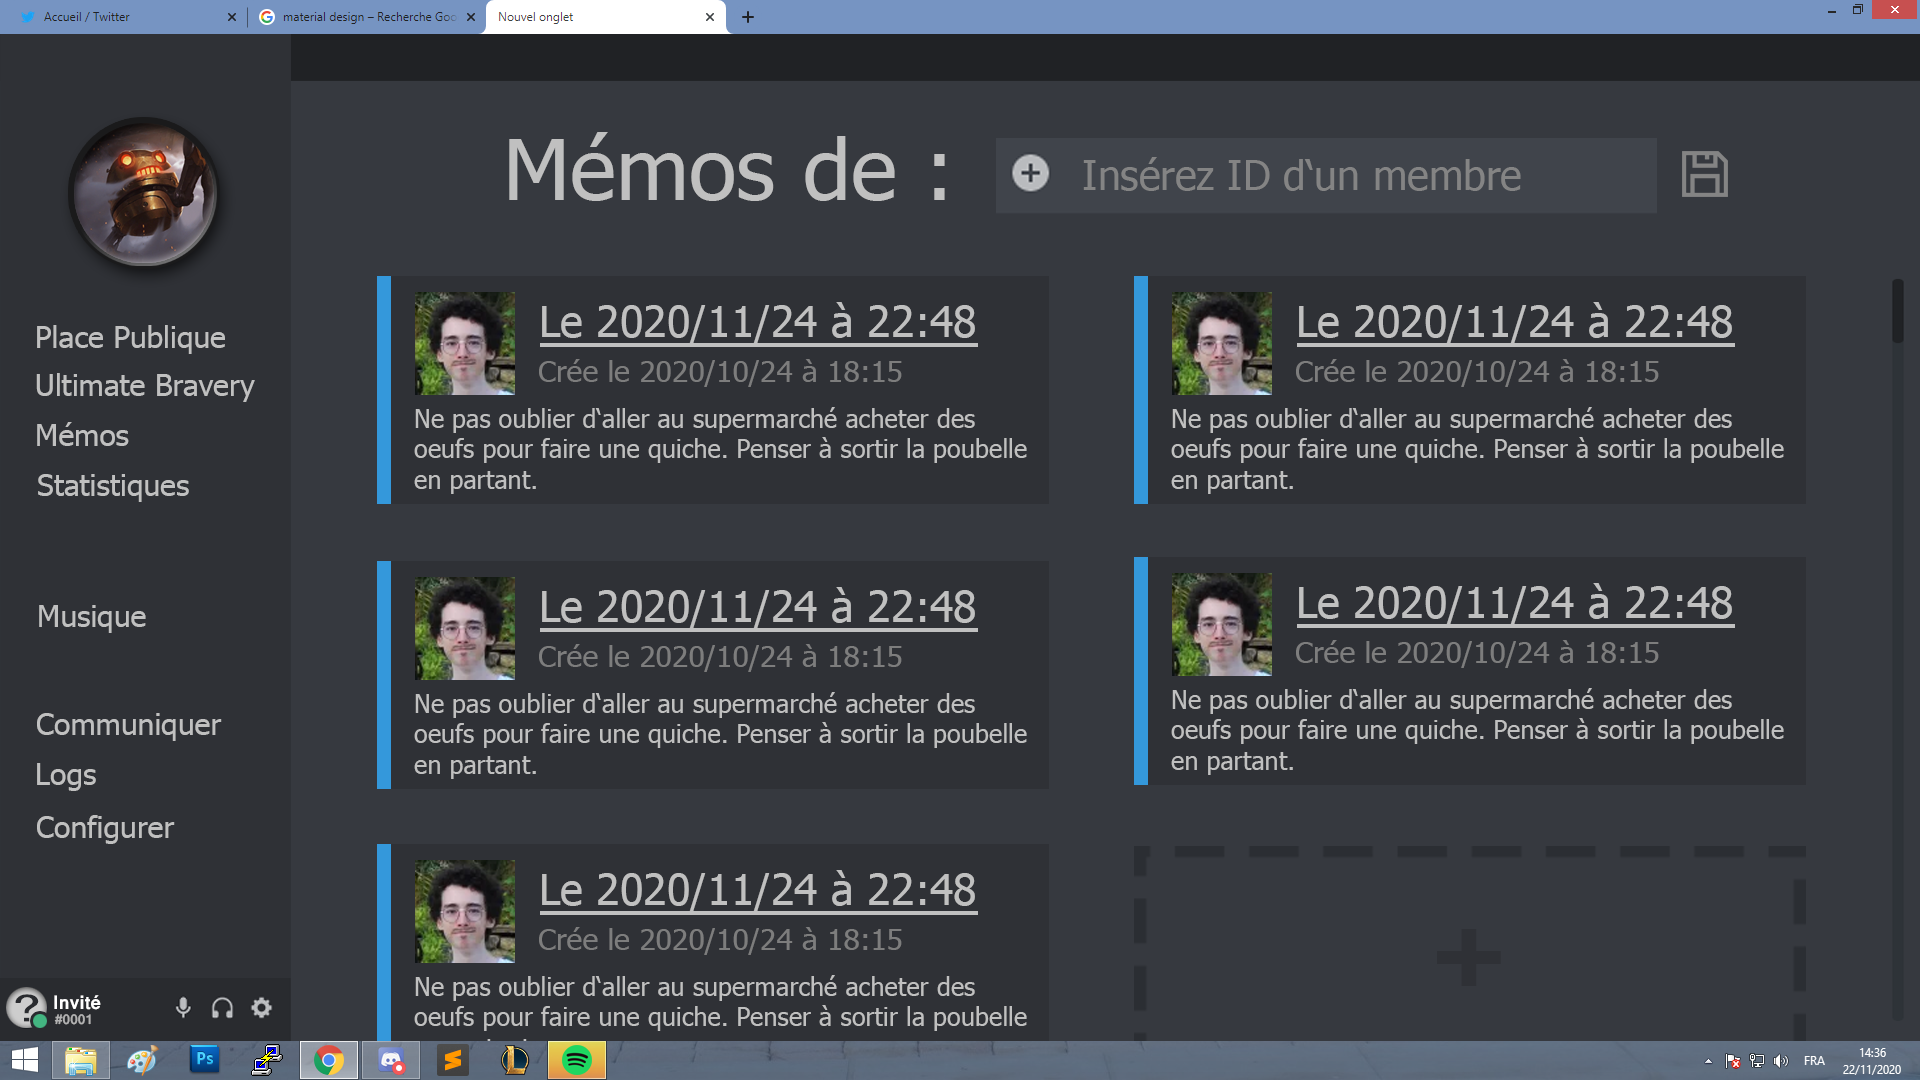 Accueil / Twitter
material design – Recherche Goo
Nouvel onglet
Mémos de :
Insérez ID d‘un membre
Place Publique
Ultimate Bravery
Mémos
Statistiques
Musique
Communiquer
Logs
Configurer
Le 2020/11/24 à 22:48
Crée le 2020/10/24 à 18:15
Ne pas oublier d‘aller au supermarché acheter des
oeufs pour faire une quiche. Penser à sortir la poubelle
en partant.
Le 2020/11/24 à 22:48
Crée le 2020/10/24 à 18:15
Ne pas oublier d‘aller au supermarché acheter des
oeufs pour faire une quiche. Penser à sortir la poubelle
en partant.
Le 2020/11/24 à 22:48
Crée le 2020/10/24 à 18:15
Ne pas oublier d‘aller au supermarché acheter des
oeufs pour faire une quiche. Penser à sortir la poubelle
en partant.
Le 2020/11/24 à 22:48
Crée le 2020/10/24 à 18:15
Ne pas oublier d‘aller au supermarché acheter des
oeufs pour faire une quiche. Penser à sortir la poubelle
en partant.
Le 2020/11/24 à 22:48
Crée le 2020/10/24 à 18:15
Ne pas oublier d‘aller au supermarché acheter des
oeufs pour faire une quiche. Penser à sortir la poubelle
Invité
#0001
Ps
FRA
14:36
22/11/2020